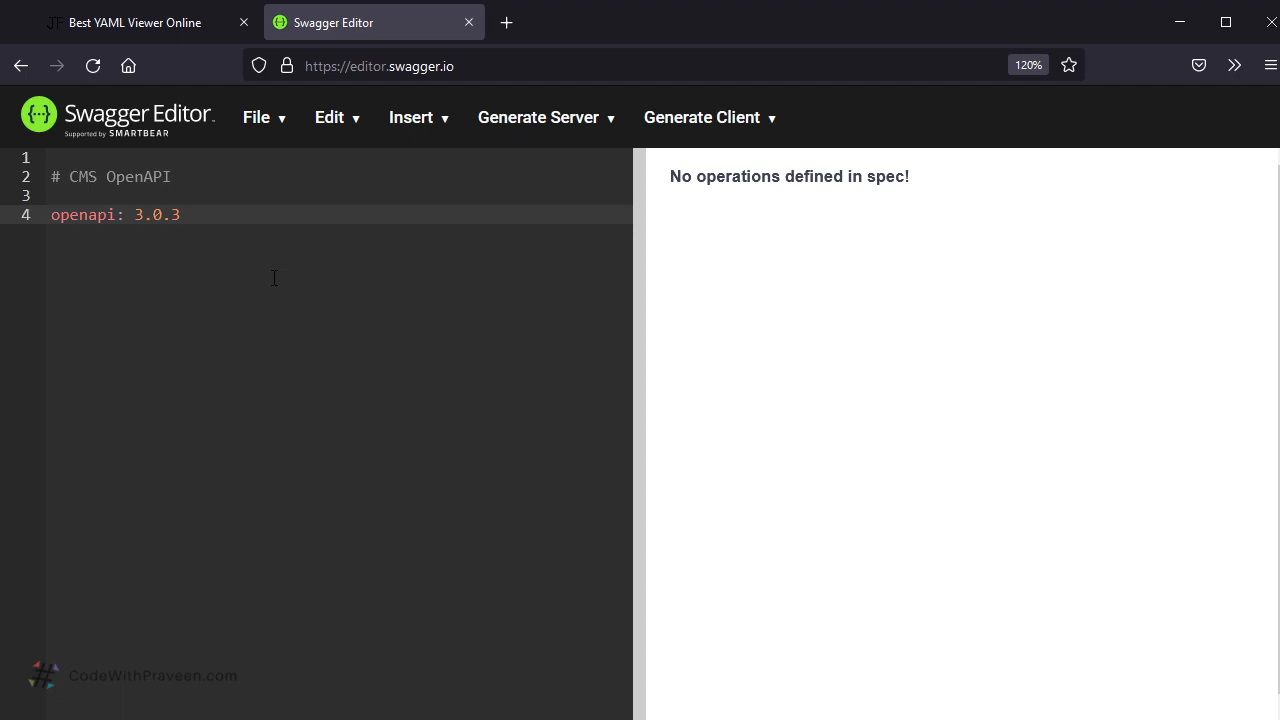 JF Best YAML Viewer Online
Swagger Editor
https://editor.swagger.io
120%
Swagger Editor
Supported by SMARTBEAR
File
Edit
Insert
Generate Server
Generate Client
1
2 # CMS OpenAPI
3
4 openapi: 3.0.3
No operations defined in spec!
# CodeWithPraveen.com